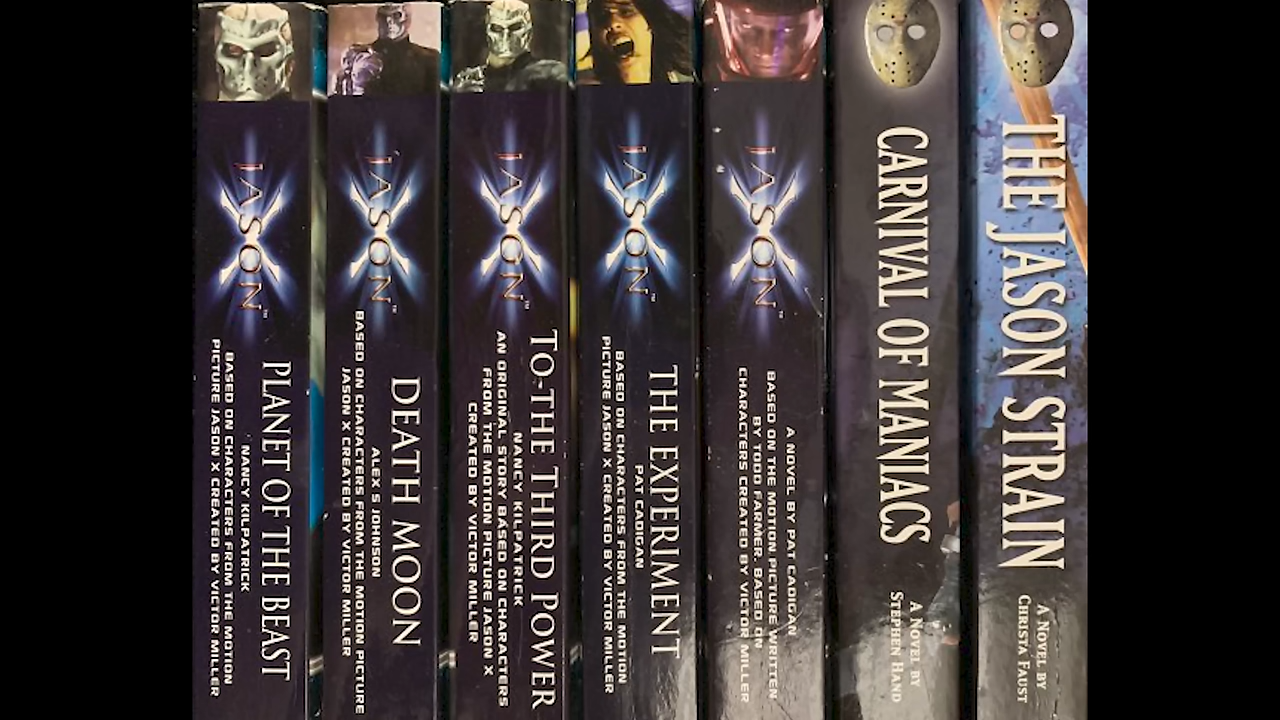 JASON X™
PLANET OF THE BEAST
NANCY KILPATRICK
BASED ON CHARACTERS FROM THE MOTION
PICTURE JASON X CREATED BY VICTOR MILLER
JASON X™
DEATH MOON
ALEX S JOHNSON
BASED ON CHARACTERS FROM THE MOTION PICTURE
JASON X CREATED BY VICTOR MILLER
JASON X™
TO THE THIRD POWER
NANCY KILPATRICK
AN ORIGINAL STORY BASED ON CHARACTERS
FROM THE MOTION PICTURE JASON X
CREATED BY VICTOR MILLER
JASON X™
THE EXPERIMENT
PAT CADIGAN
BASED ON CHARACTERS FROM THE MOTION
PICTURE JASON X CREATED BY VICTOR MILLER
JASON X™
A NOVEL BY PAT CADIGAN
BASED ON THE MOTION PICTURE WRITTEN
BY TODD FARMER. BASED ON
CHARACTERS CREATED BY VICTOR MILLER
CARNIVAL OF MANIACS
A NOVEL BY
STEPHEN HAND
THE JASON STRAIN
A NOVEL BY
CHRISTA FAUST